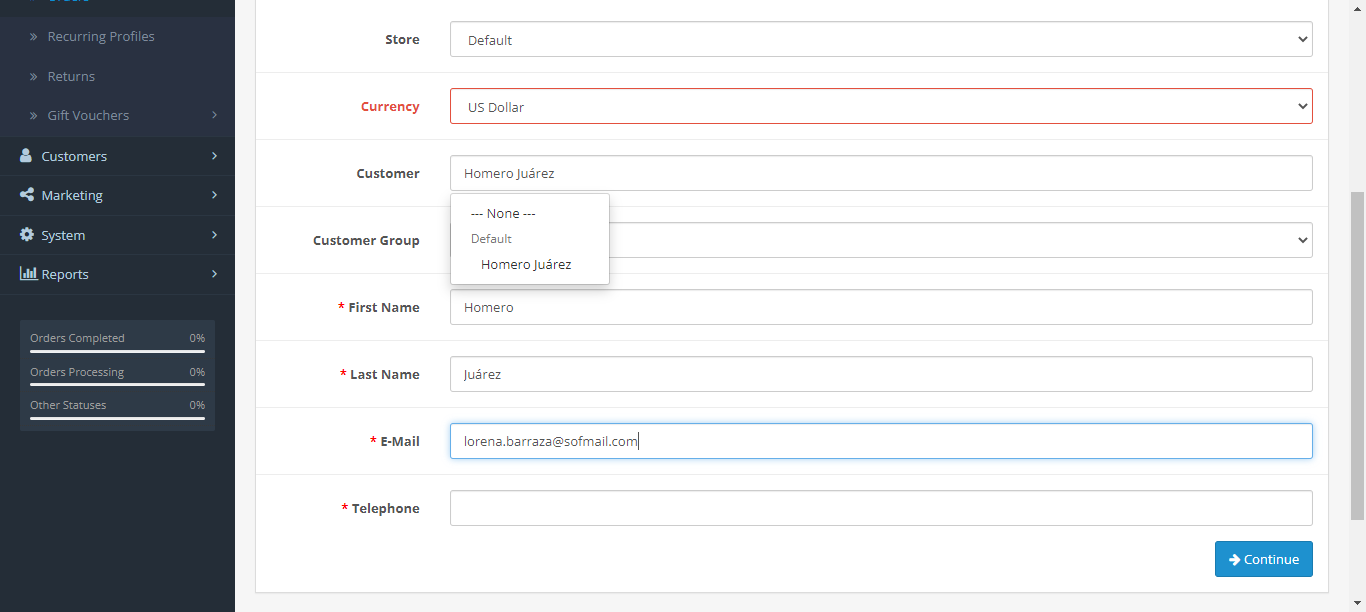 Orders
Recurring Profiles
Returns
Gift Vouchers
Customers
Marketing
System
Reports
Orders Completed 0%
Orders Processing 0%
Other Statuses 0%
Store Default
Currency US Dollar
Customer Homero Juárez
--- None ---
Default
Homero Juárez
Customer Group
* First Name Homero
* Last Name Juárez
* E-Mail lorena.barraza@sofmail.com
* Telephone
Continue